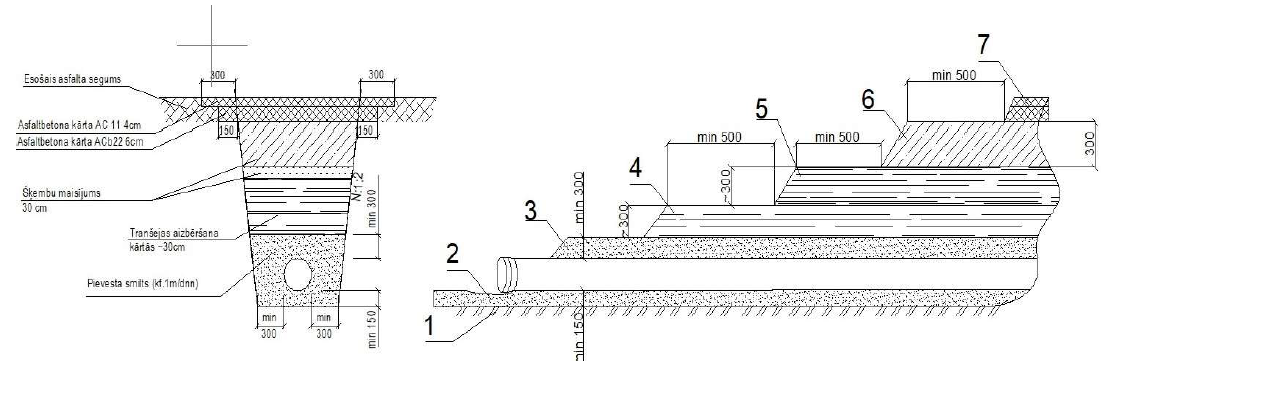 300
300
Esošais asfalta segums
Asfaltbetona kārta AC 11 4cm
Asfaltbetona kārta ACb22 6cm
150
150
Šķembu maisījums
30 cm
N:1:2
min 300
Tranšejas aizbēršana
kārtās ~30cm
Pievesta smilts (kf.1m/dnn)
min
300
min
300
min 150
7
min 500
6
5
min 500
min 500
300
4
~300
min 300
~300
3
2
1
min 150